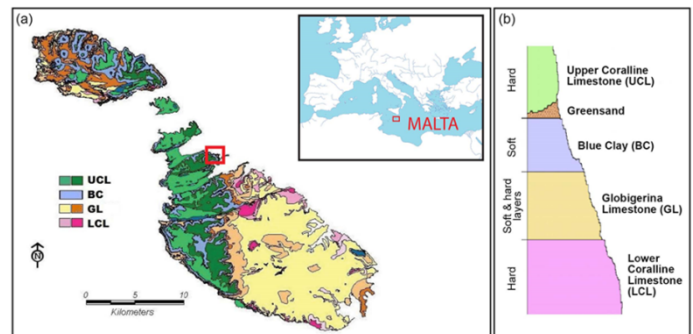 (a)
MALTA
UCL
BC
GL
LCL
N
0 5 10
Kilometers
(b)
Hard
Upper Coralline
Limestone (UCL)
Greensand
Soft
Blue Clay (BC)
Soft & hard
layers
Globigerina
Limestone (GL)
Hard
Lower
Coralline
Limestone
(LCL)